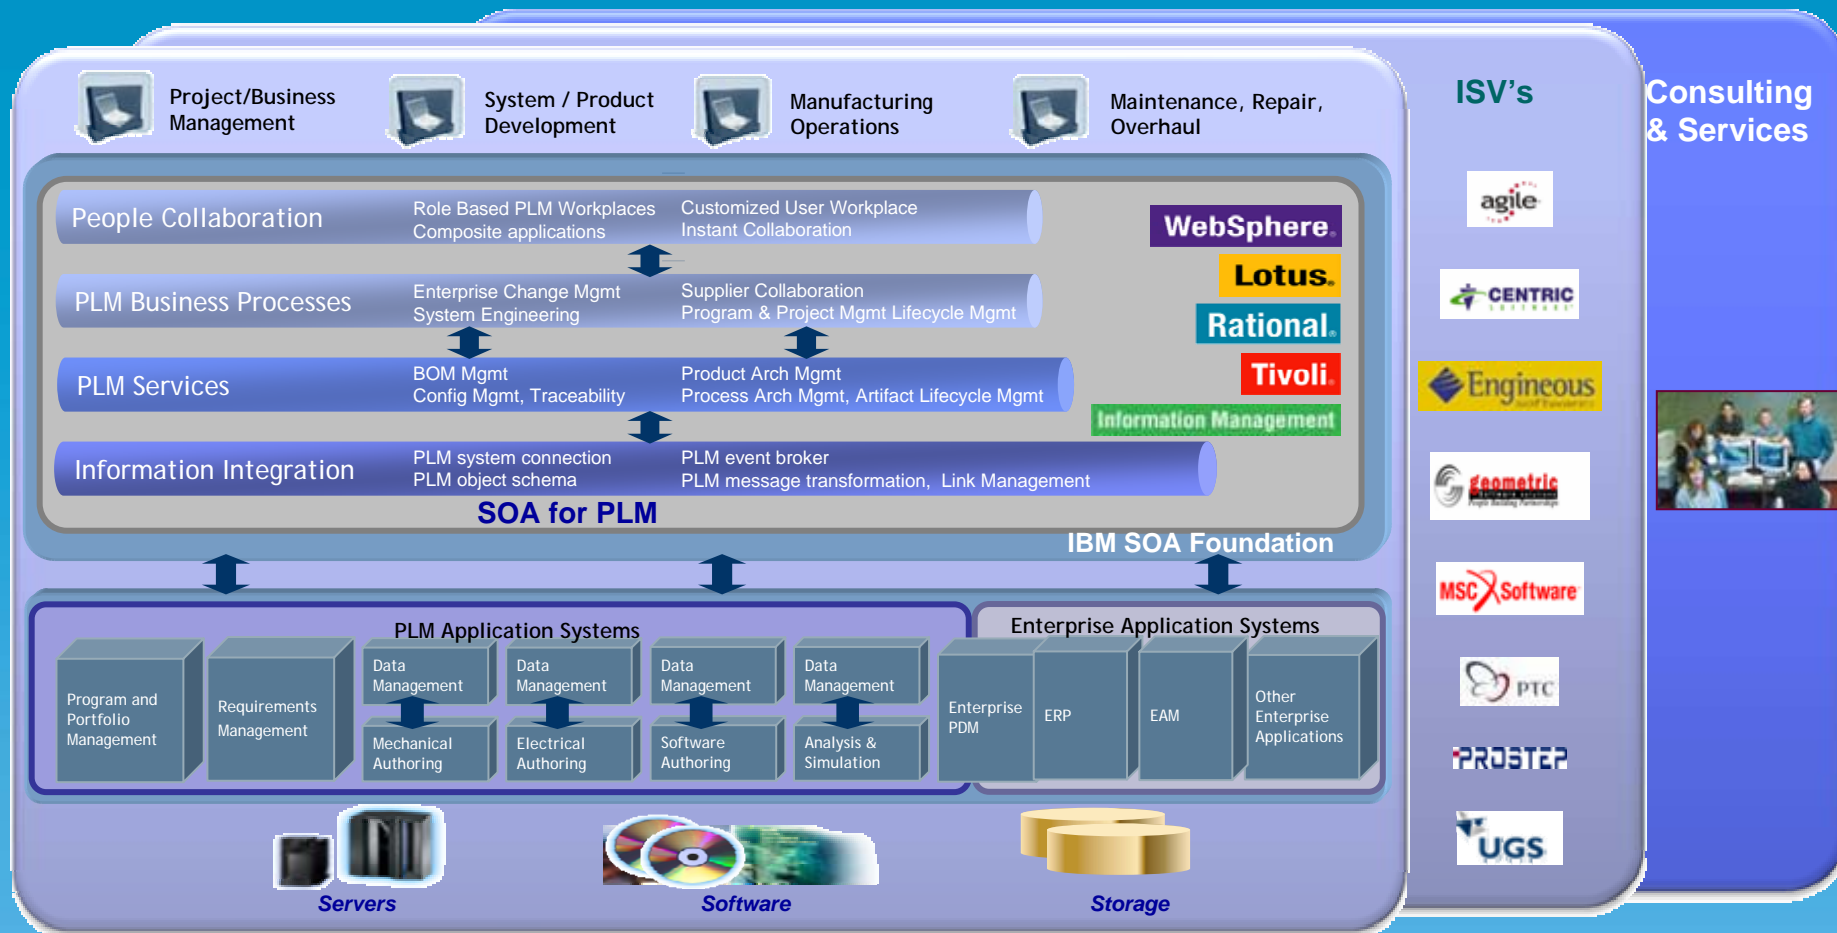 Project/Business
Management
System / Product
Development
Manufacturing
Operations
Maintenance, Repair,
Overhaul
ISV's
Consulting
& Services
People Collaboration
Role Based PLM Workplaces
Composite applications
Customized User Workplace
Instant Collaboration
PLM Business Processes
Enterprise Change Mgmt
System Engineering
Supplier Collaboration
Program & Project Mgmt Lifecycle Mgmt
PLM Services
BOM Mgmt
Config Mgmt, Traceability
Product Arch Mgmt
Process Arch Mgmt, Artifact Lifecycle Mgmt
Information Integration
PLM system connection
PLM object schema
PLM event broker
PLM message transformation, Link Management
WebSphere®
Lotus®
Rational®
Tivoli®
Information Management
SOA for PLM
IBM SOA Foundation
PLM Application Systems
Program and
Portfolio
Management
Requirements
Management
Data
Management
Mechanical
Authoring
Data
Management
Electrical
Authoring
Data
Management
Software
Authoring
Data
Management
Analysis &
Simulation
Enterprise
PDM
Enterprise Application Systems
ERP
EAM
Other
Enterprise
Applications
Servers
Software
Storage
agile
CENTRIC
SOFTWARE
Engineous
geometric
People Building Partnerships
MSC Software
PTC
PROSTEP
UGS